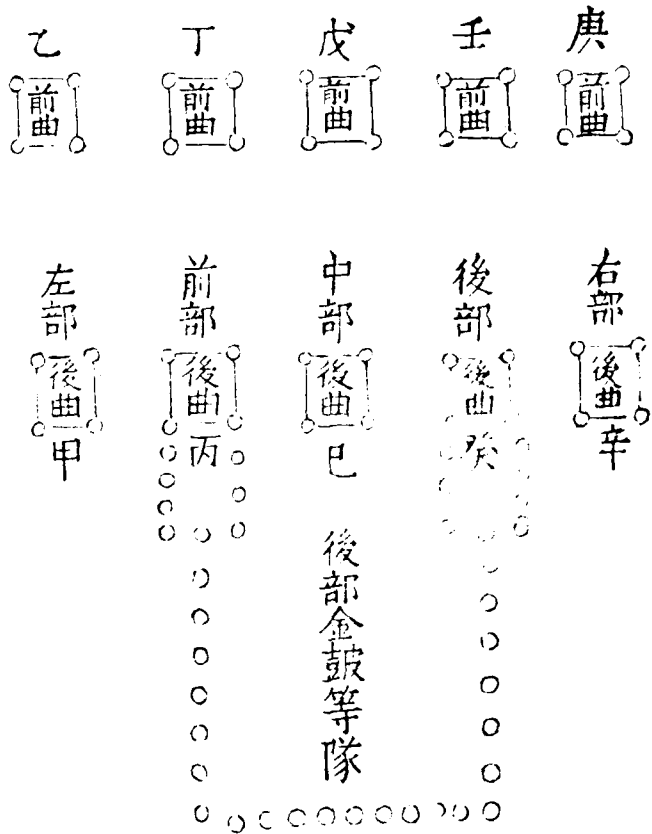 庚
前曲
右部
後曲
辛
壬
前曲
後部
後曲
癸
戊
前曲
中部
後曲
巳
後部金鼓等隊
丁
前曲
前部
後曲
丙
乙
前曲
左部
後曲
甲